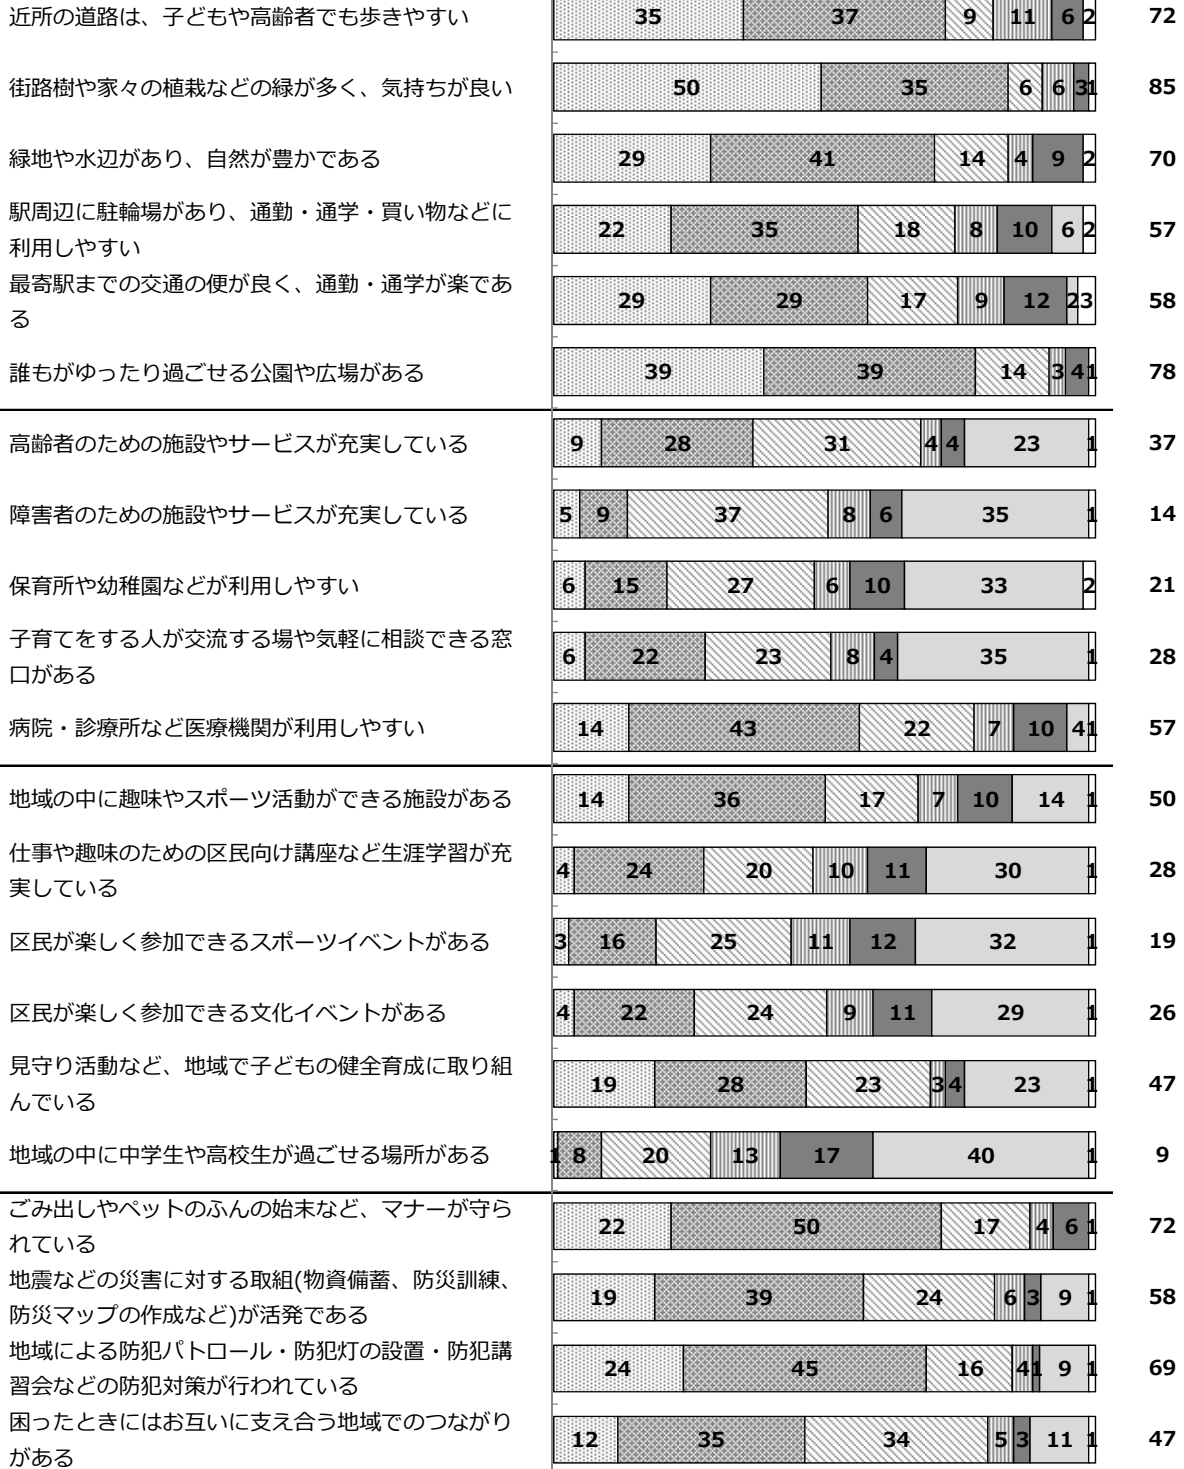 近所の道路は、子どもや高齢者でも歩きやすい 35 37 9 11 6 2 72
街路樹や家々の植栽などの緑が多く、気持ちが良い 50 35 6 6 3 1 85
緑地や水辺があり、自然が豊かである 29 41 14 4 9 2 70
駅周辺に駐輪場があり、通勤・通学・買い物などに
利用しやすい 22 35 18 8 10 6 2 57
最寄駅までの交通の便が良く、通勤・通学が楽であ
る 29 29 17 9 12 2 3 58
誰もがゆったり過ごせる公園や広場がある 39 39 14 3 4 1 78
高齢者のための施設やサービスが充実している 9 28 31 4 4 23 1 37
障害者のための施設やサービスが充実している 5 9 37 8 6 35 1 14
保育所や幼稚園などが利用しやすい 6 15 27 6 10 33 2 21
子育てをする人が交流する場や気軽に相談できる窓
口がある 6 22 23 8 4 35 1 28
病院・診療所など医療機関が利用しやすい 14 43 22 7 10 4 1 57
地域の中に趣味やスポーツ活動ができる施設がある 14 36 17 7 10 14 1 50
仕事や趣味のための区民向け講座など生涯学習が充
実している 4 24 20 10 11 30 1 28
区民が楽しく参加できるスポーツイベントがある 3 16 25 11 12 32 1 19
区民が楽しく参加できる文化イベントがある 4 22 24 9 11 29 1 26
見守り活動など、地域で子どもの健全育成に取り組
んでいる 19 28 23 3 4 23 1 47
地域の中に中学生や高校生が過ごせる場所がある 1 8 20 13 17 40 1 9
ごみ出しやペットのふんの始末など、マナーが守ら
れている 22 50 17 4 6 1 72
地震などの災害に対する取組(物資備蓄、防災訓練、
防災マップの作成など)が活発である 19 39 24 6 3 9 1 58
地域による防犯パトロール・防犯灯の設置・防犯講
習会などの防犯対策が行われている 24 45 16 4 1 9 1 69
困ったときにはお互いに支え合う地域でのつながり
がある 12 35 34 5 3 11 1 47